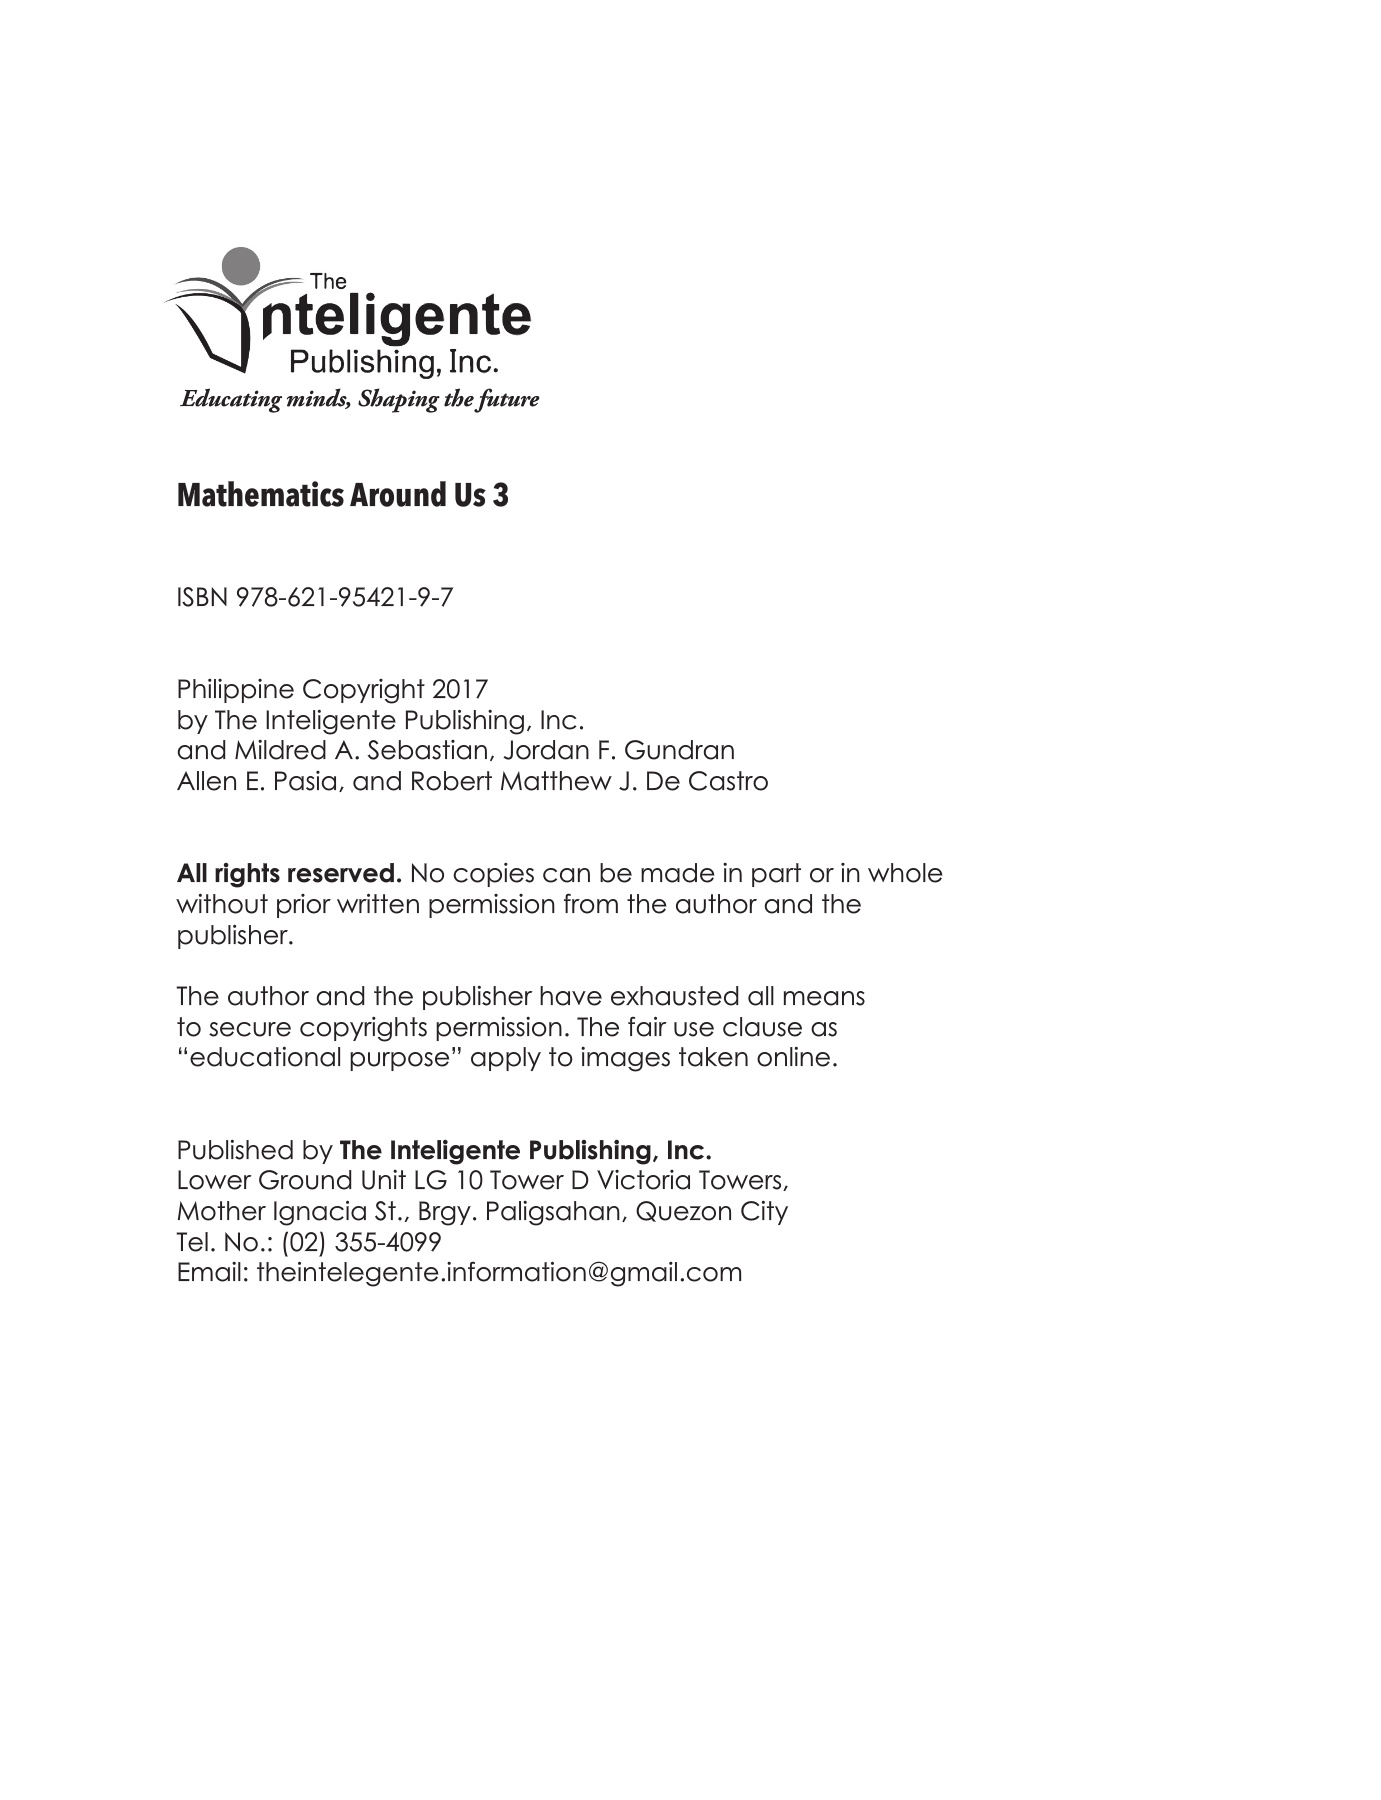 The
Inteligente
Publishing, Inc.
Educating minds, Shaping the future
Mathematics Around Us 3
ISBN 978-621-95421-9-7
Philippine Copyright 2017
by The Inteligente Publishing, Inc.
and Mildred A. Sebastian, Jordan F. Gundran
Allen E. Pasia, and Robert Matthew J. De Castro
All rights reserved. No copies can be made in part or in whole
without prior written permission from the author and the
publisher.
The author and the publisher have exhausted all means
to secure copyrights permission. The fair use clause as
“educational purpose” apply to images taken online.
Published by The Inteligente Publishing, Inc.
Lower Ground Unit LG 10 Tower D Victoria Towers,
Mother Ignacia St., Brgy. Paligsahan, Quezon City
Tel. No.: (02) 355-4099
Email: theintelegente.information@gmail.com